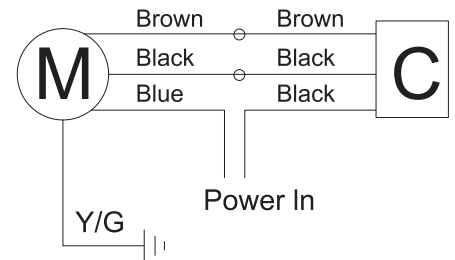 Brown Brown
Black Black
M C
Blue Black
Power In
Y/G